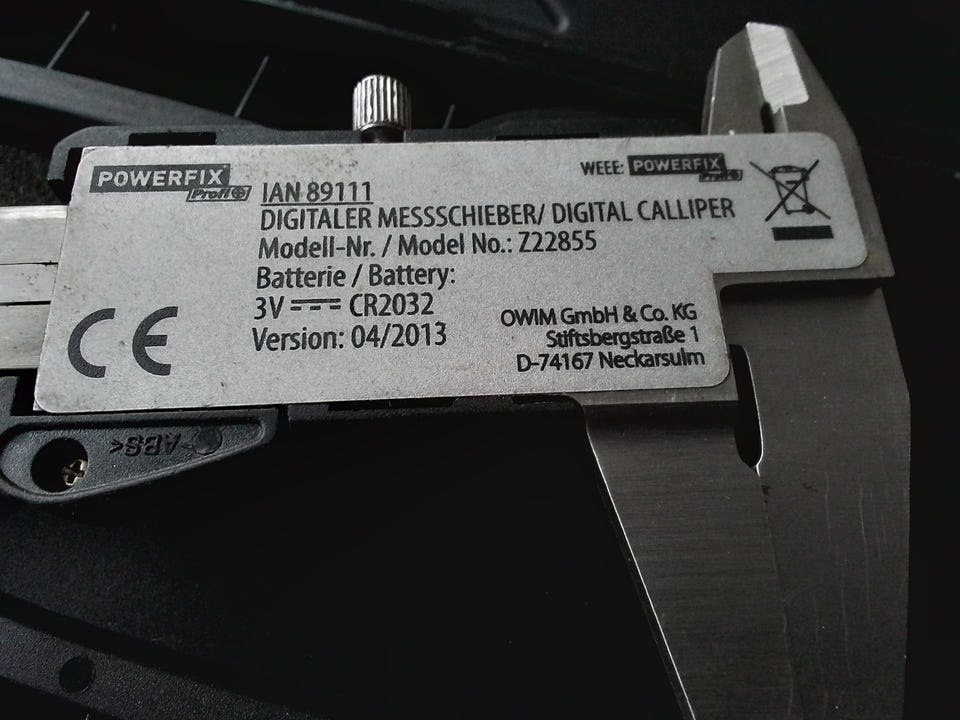 POWERFIX
Profi
IAN 89111
WEEE: POWERFIX
Profi
DIGITALER MESSSCHIEBER/ DIGITAL CALLIPER
Modell-Nr. / Model No.: Z22855
Batterie / Battery:
3V CR2032
Version: 04/2013
CE
OWIM GmbH & Co. KG
Stiftsbergstraße 1
D-74167 Neckarsulm
>ABS<